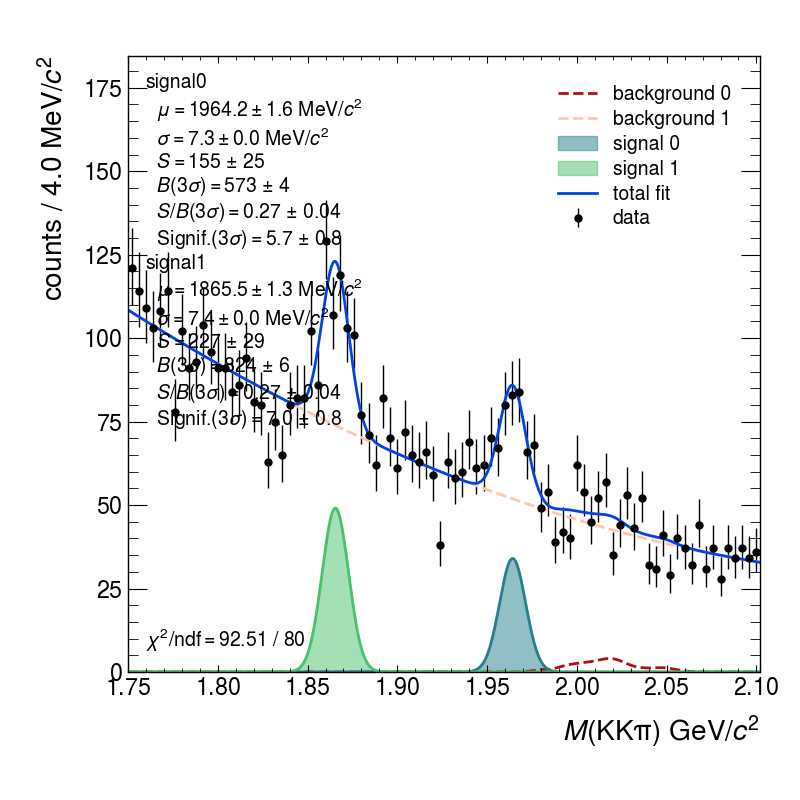 counts / 4.0 MeV/c²
175
150
125
100
75
50
25
0
signal0
μ = 1964.2 ± 1.6 MeV/c²
σ = 7.3 ± 0.0 MeV/c²
S = 155 ± 25
B(3σ) = 573 ± 4
S/B(3σ) = 0.27 ± 0.04
Signif.(3σ) = 5.7 ± 0.8
signal1
μ = 1865.5 ± 1.3 MeV/c²
σ = 7.4 ± 0.0 MeV/c²
S = 227 ± 29
B(3σ) = 824 ± 6
S/B(3σ) = 0.27 ± 0.04
Signif.(3σ) = 7.0 ± 0.8
χ²/ndf = 92.51 / 80
background 0
background 1
signal 0
signal 1
total fit
data
1.75 1.80 1.85 1.90 1.95 2.00 2.05 2.10
M(KKπ) GeV/c²